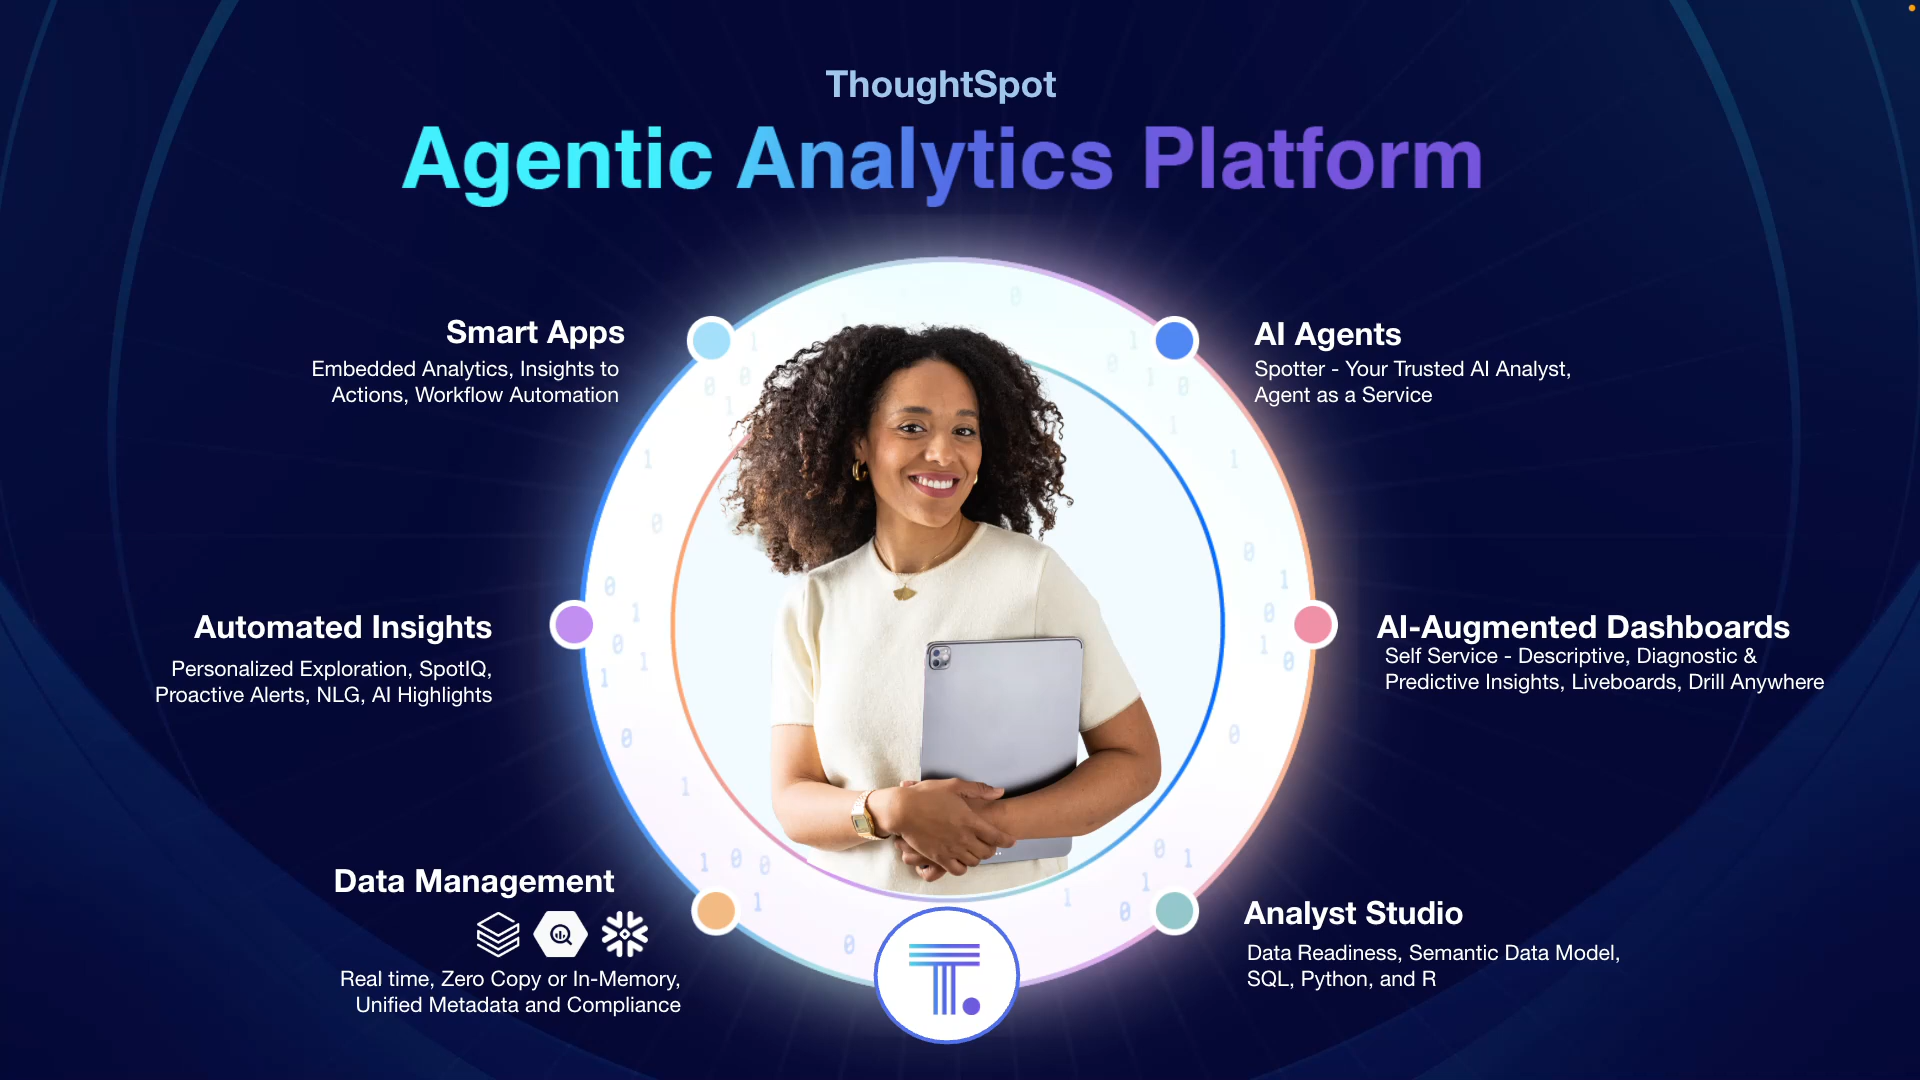 ThoughtSpot
Agentic Analytics Platform
Smart Apps
Embedded Analytics, Insights to
Actions, Workflow Automation
AI Agents
Spotter - Your Trusted AI Analyst,
Agent as a Service
Automated Insights
Personalized Exploration, SpotIQ,
Proactive Alerts, NLG, AI Highlights
AI-Augmented Dashboards
Self Service - Descriptive, Diagnostic &
Predictive Insights, Liveboards, Drill Anywhere
Data Management
Real time, Zero Copy or In-Memory,
Unified Metadata and Compliance
Analyst Studio
Data Readiness, Semantic Data Model,
SQL, Python, and R
T.